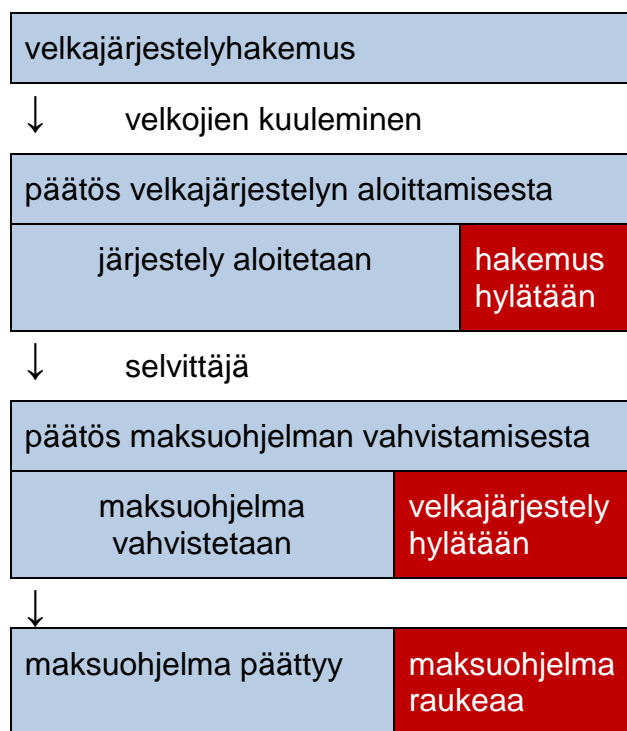 velkajärjestelyhakemus
↓ velkojien kuuleminen
päätös velkajärjestelyn aloittamisesta
järjestely aloitetaan
hakemus
hylätään
↓ selvittäjä
päätös maksuohjelman vahvistamisesta
maksuohjelma
vahvistetaan
velkajärjestely
hylätään
↓
maksuohjelma päättyy
maksuohjelma
raukeaa